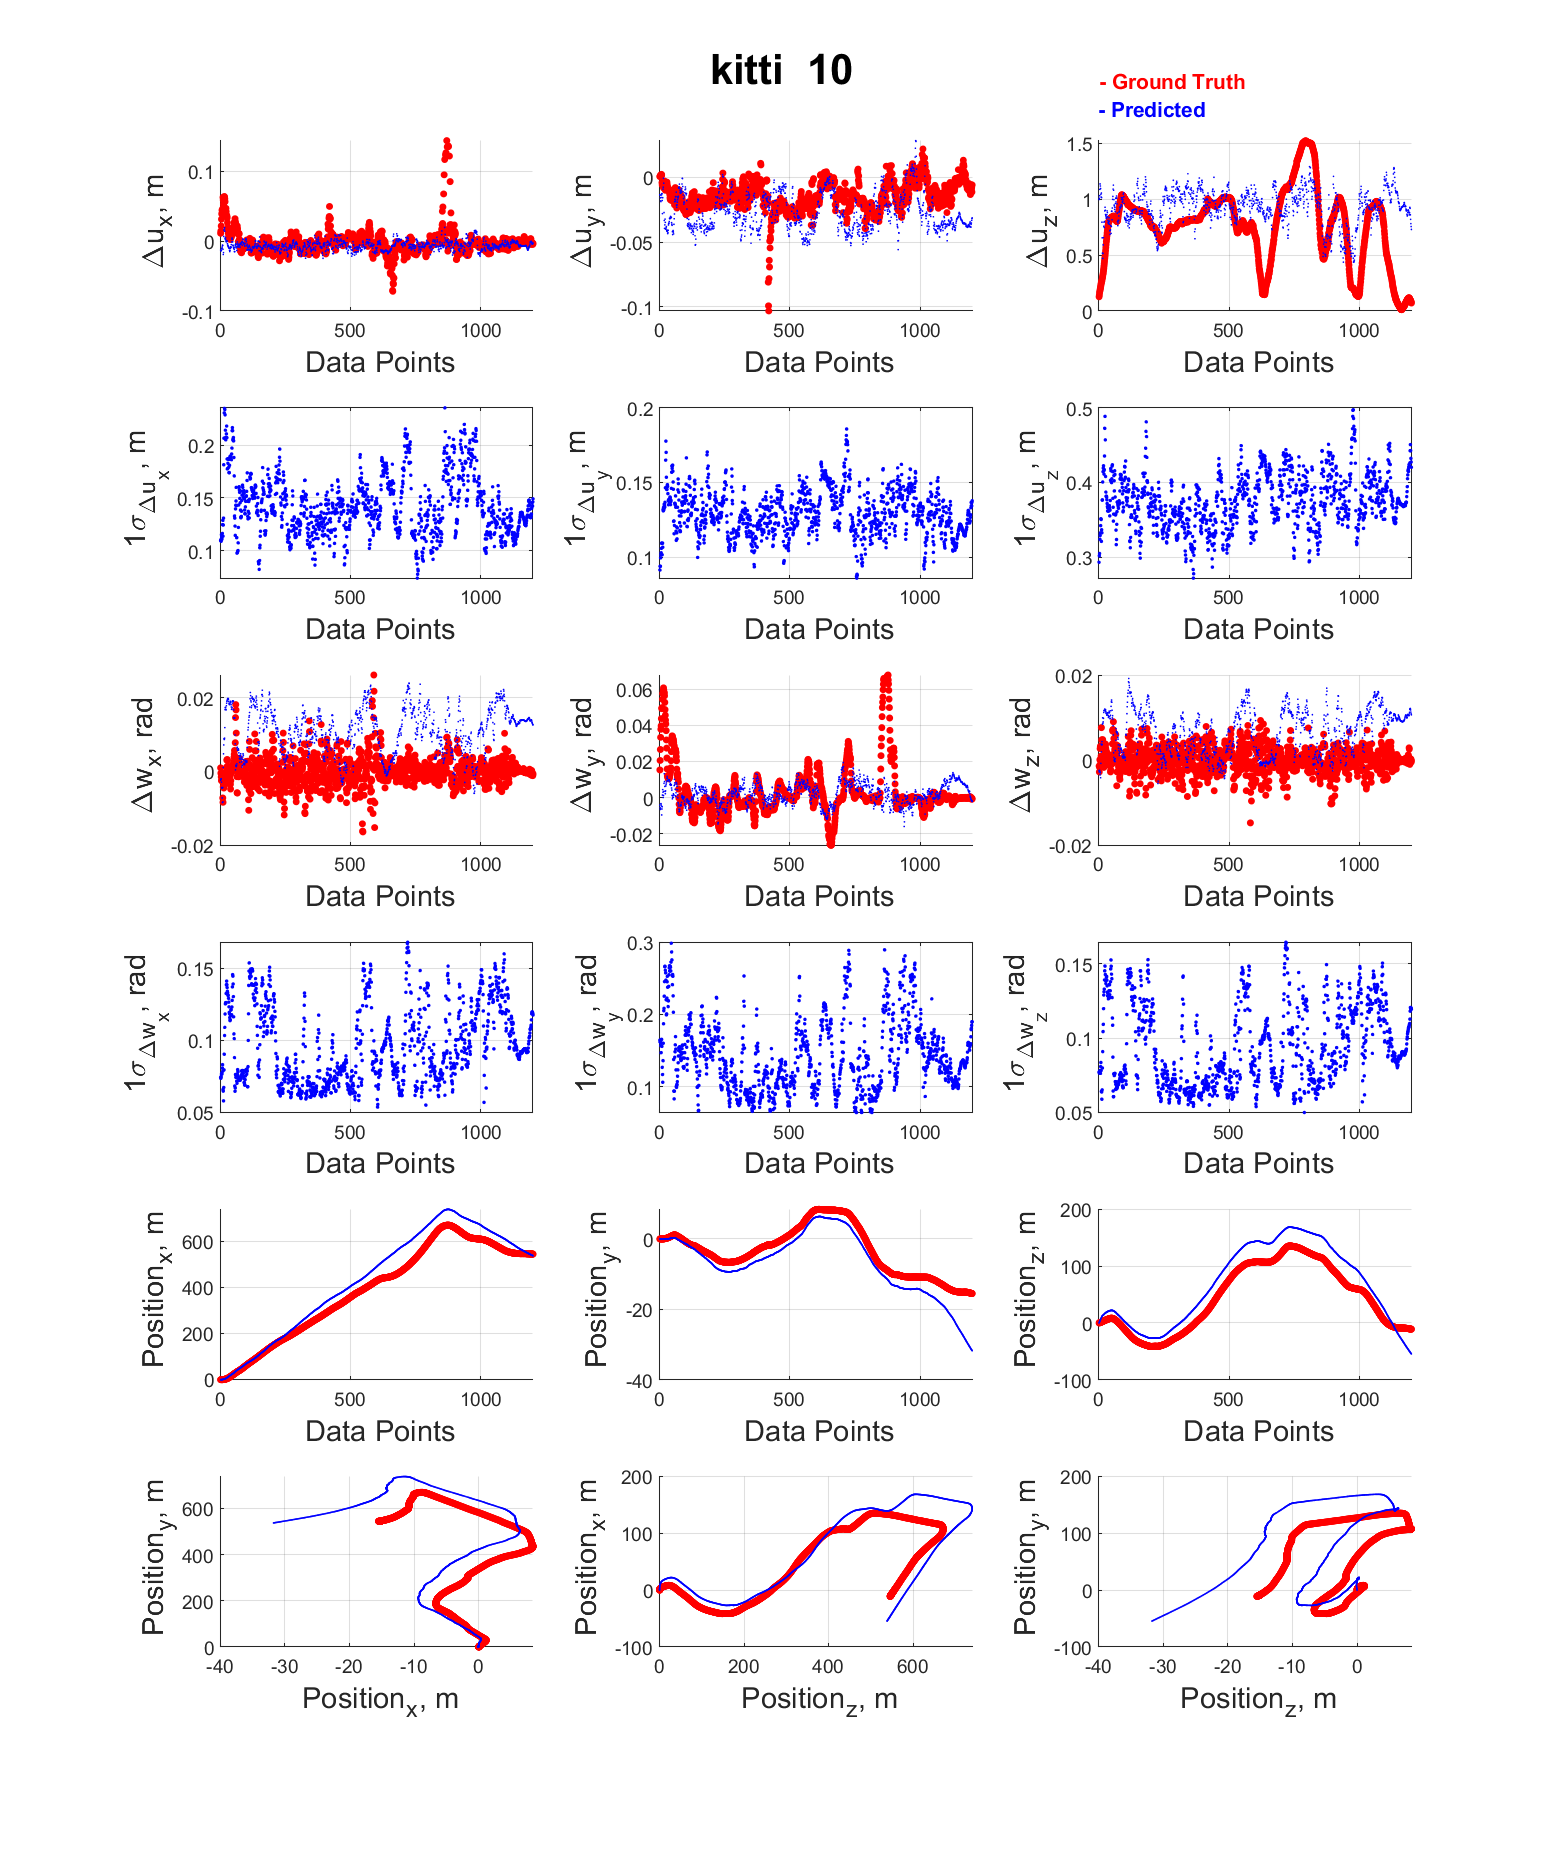 kitti 10
- Ground Truth
- Predicted
0.1
0
-0.1
Δu_x, m
0 500 1000
Data Points
0
-0.05
-0.1
Δu_y, m
0 500 1000
Data Points
1.5
1
0.5
0
Δu_z, m
0 500 1000
Data Points
0.2
0.15
0.1
1σ_Δu_x, m
0 500 1000
Data Points
0.2
0.15
0.1
1σ_Δu_y, m
0 500 1000
Data Points
0.5
0.4
0.3
1σ_Δu_z, m
0 500 1000
Data Points
0.02
0
-0.02
Δw_x, rad
0 500 1000
Data Points
0.06
0.04
0.02
0
-0.02
Δw_y, rad
0 500 1000
Data Points
0.02
0
-0.02
Δw_z, rad
0 500 1000
Data Points
0.15
0.1
0.05
1σ_Δw_x, rad
0 500 1000
Data Points
0.3
0.2
0.1
1σ_Δw_y, rad
0 500 1000
Data Points
0.15
0.1
0.05
1σ_Δw_z, rad
0 500 1000
Data Points
600
400
200
0
Position_x, m
0 500 1000
Data Points
0
-20
-40
Position_y, m
0 500 1000
Data Points
200
100
0
-100
Position_z, m
0 500 1000
Data Points
600
400
200
0
Position_y, m
-40 -30 -20 -10 0
Position_x, m
200
100
0
-100
Position_x, m
0 200 400 600
Position_z, m
200
100
0
-100
Position_y, m
-40 -30 -20 -10 0
Position_z, m